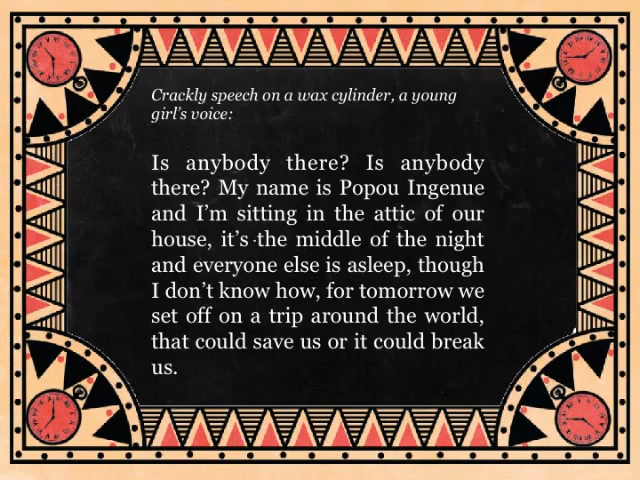 Crackly speech on a wax cylinder, a young
girl's voice:
Is anybody there? Is anybody
there? My name is Popou Ingenue
and I'm sitting in the attic of our
house, it's the middle of the night
and everyone else is asleep, though
I don't know how, for tomorrow we
set off on a trip around the world,
that could save us or it could break
us.